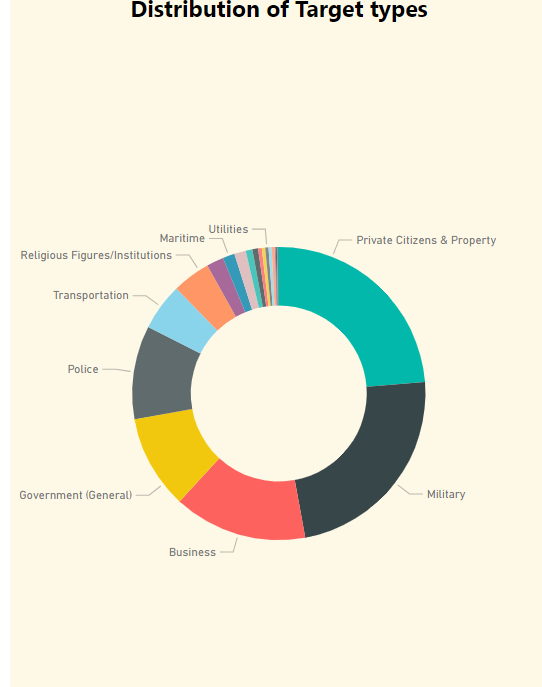 Distribution of Target types
Utilities
Maritime
Private Citizens & Property
Religious Figures/Institutions
Transportation
Police
Government (General)
Military
Business